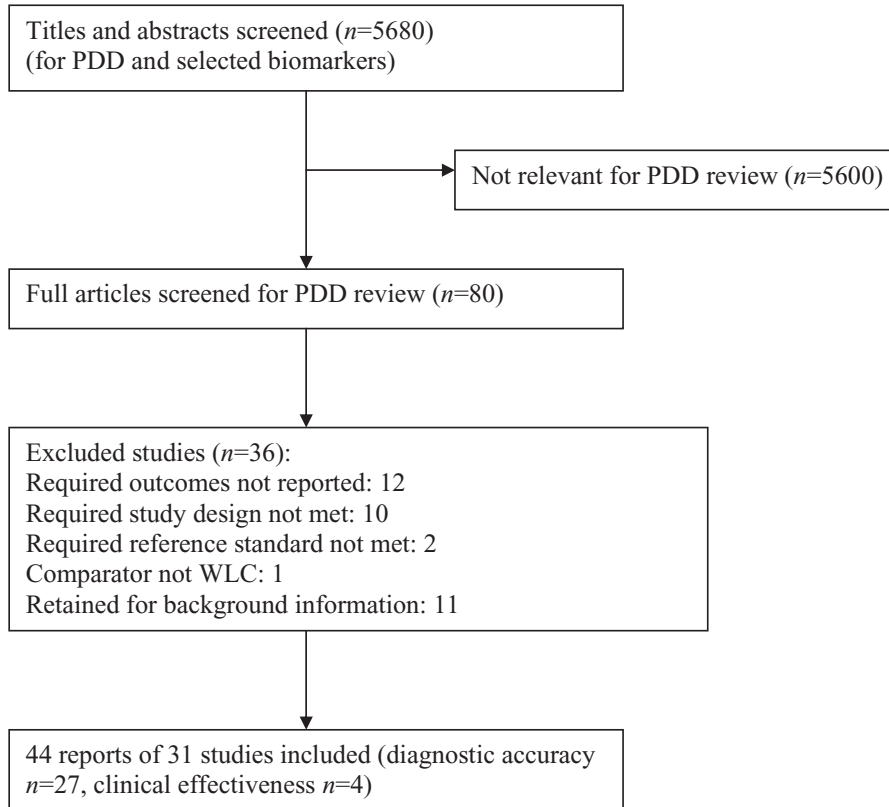 Titles and abstracts screened (n=5680)
(for PDD and selected biomarkers)
Not relevant for PDD review (n=5600)
Full articles screened for PDD review (n=80)
Excluded studies (n=36):
Required outcomes not reported: 12
Required study design not met: 10
Required reference standard not met: 2
Comparator not WLC: 1
Retained for background information: 11
44 reports of 31 studies included (diagnostic accuracy
n=27, clinical effectiveness n=4)